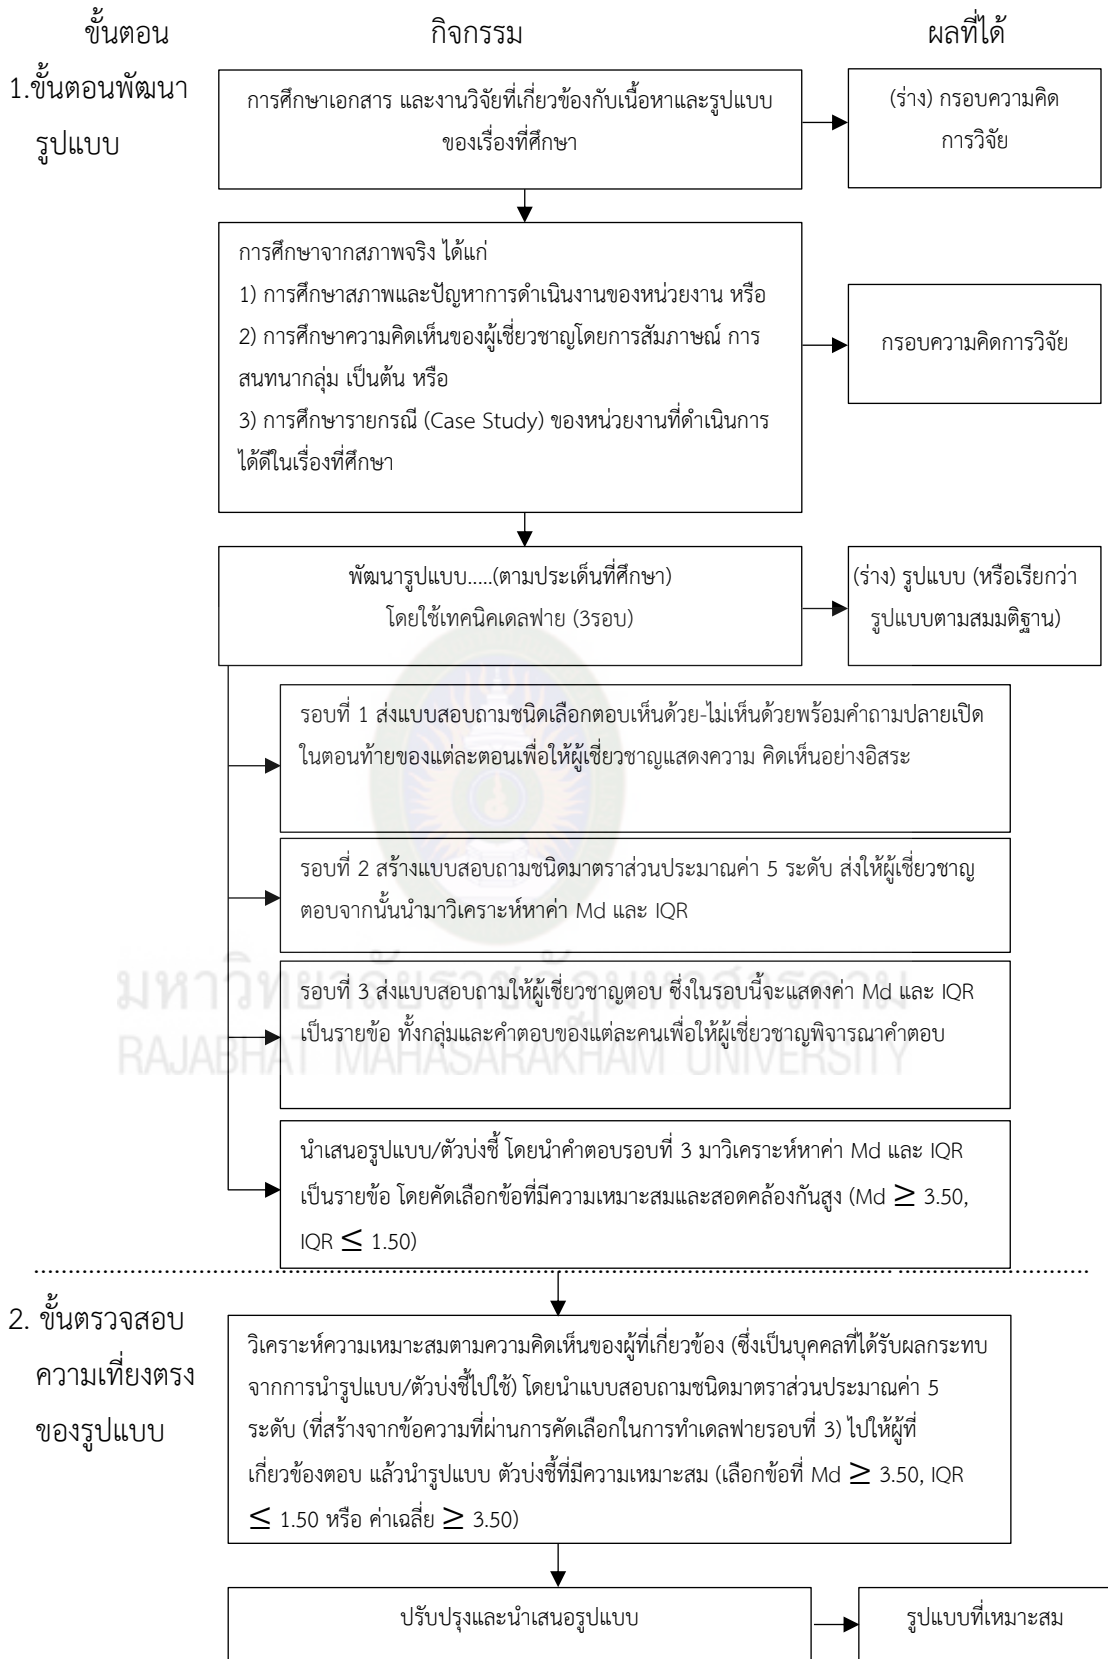 ขั้นตอน กิจกรรม ผลที่ได้
1.ขั้นตอนพัฒนา
รูปแบบ
การศึกษาเอกสาร และงานวิจัยที่เกี่ยวข้องกับเนื้อหาและรูปแบบ
ของเรื่องที่ศึกษา
(ร่าง) กรอบความคิด
การวิจัย
การศึกษาจากสภาพจริง ได้แก่
1) การศึกษาสภาพและปัญหาการดำเนินงานของหน่วยงาน หรือ
2) การศึกษาความคิดเห็นของผู้เชี่ยวชาญโดยการสัมภาษณ์ การ
สนทนากลุ่ม เป็นต้น หรือ
3) การศึกษารายกรณี (Case Study) ของหน่วยงานที่ดำเนินการ
ได้ดีในเรื่องที่ศึกษา
กรอบความคิดการวิจัย
พัฒนารูปแบบ.....(ตามประเด็นที่ศึกษา)
โดยใช้เทคนิคเดลฟาย (3รอบ)
(ร่าง) รูปแบบ (หรือเรียกว่า
รูปแบบตามสมมติฐาน)
รอบที่ 1 ส่งแบบสอบถามชนิดเลือกตอบเห็นด้วย-ไม่เห็นด้วยพร้อมคำถามปลายเปิด
ในตอนท้ายของแต่ละตอนเพื่อให้ผู้เชี่ยวชาญแสดงความ คิดเห็นอย่างอิสระ
รอบที่ 2 สร้างแบบสอบถามชนิดมาตราส่วนประมาณค่า 5 ระดับ ส่งให้ผู้เชี่ยวชาญ
ตอบจากนั้นนำมาวิเคราะห์หาค่า Md และ IQR
มหาวิทยาลัยราชภัฏมหาสารคาม
RAJABHAT MAHASARAKHAM UNIVERSITY
รอบที่ 3 ส่งแบบสอบถามให้ผู้เชี่ยวชาญตอบ ซึ่งในรอบนี้จะแสดงค่า Md และ IQR
เป็นรายข้อ ทั้งกลุ่มและคำตอบของแต่ละคนเพื่อให้ผู้เชี่ยวชาญพิจารณาคำตอบ
นำเสนอรูปแบบ/ตัวบ่งชี้ โดยนำคำตอบรอบที่ 3 มาวิเคราะห์หาค่า Md และ IQR
เป็นรายข้อ โดยคัดเลือกข้อที่มีความเหมาะสมและสอดคล้องกันสูง (Md ≥ 3.50,
IQR ≤ 1.50)
2. ขั้นตรวจสอบ
ความเที่ยงตรง
ของรูปแบบ
วิเคราะห์ความเหมาะสมตามความคิดเห็นของผู้ที่เกี่ยวข้อง (ซึ่งเป็นบุคคลที่ได้รับผลกระทบ
จากการนำรูปแบบ/ตัวบ่งชี้ไปใช้) โดยนำแบบสอบถามชนิดมาตราส่วนประมาณค่า 5
ระดับ (ที่สร้างจากข้อความที่ผ่านการคัดเลือกในการทำเดลฟายรอบที่ 3) ไปให้ผู้ที่
เกี่ยวข้องตอบ แล้วนำรูปแบบ ตัวบ่งชี้ที่มีความเหมาะสม (เลือกข้อที่ Md ≥ 3.50, IQR
≤ 1.50 หรือ ค่าเฉลี่ย ≥ 3.50)
ปรับปรุงและนำเสนอรูปแบบ
รูปแบบที่เหมาะสม